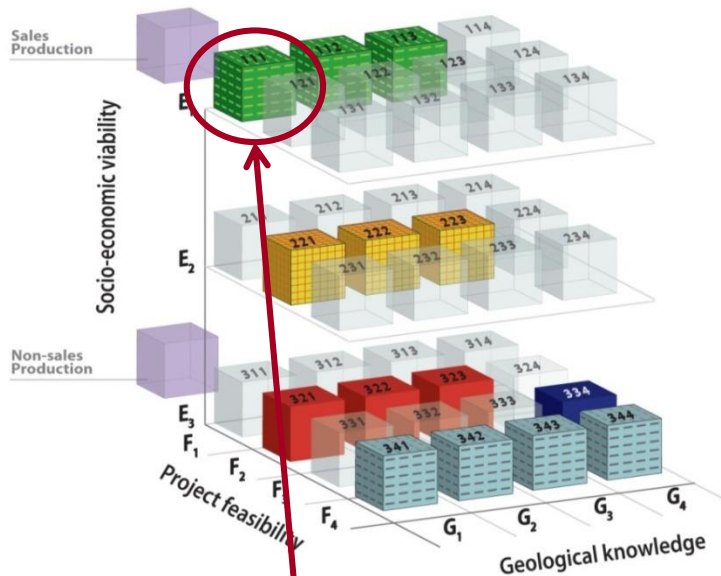 Sales
Production
111
112
113
114
121
122
123
124
131
132
133
134
E1
Socio-economic viability
211
212
213
214
221
222
223
224
231
232
233
234
E2
Non-sales
Production
311
312
313
314
321
322
323
324
331
332
333
334
341
342
343
344
E3
F1
F2
F3
F4
Project feasibility
G1
G2
G3
G4
Geological knowledge